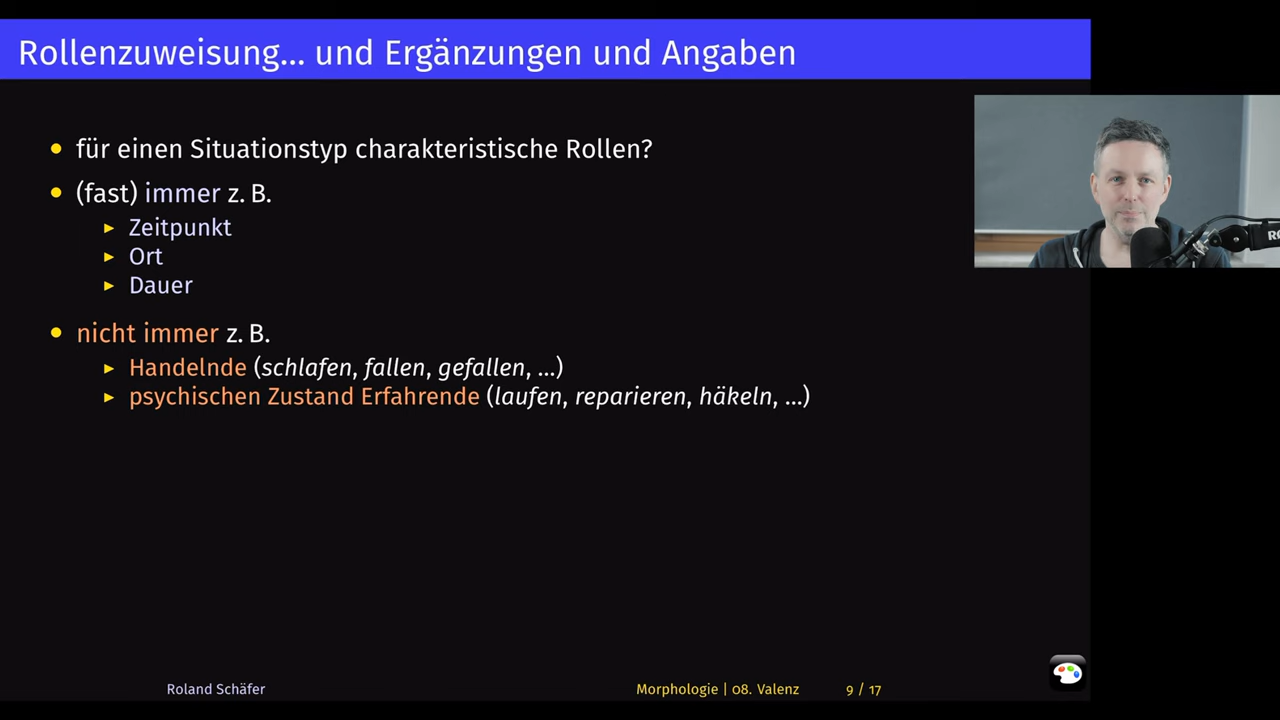 Rollenzuweisung... und Ergänzungen und Angaben
• für einen Situationstyp charakteristische Rollen?
• (fast) immer z. B.
► Zeitpunkt
► Ort
► Dauer
• nicht immer z. B.
► Handelnde (schlafen, fallen, gefallen, ...)
► psychischen Zustand Erfahrende (laufen, reparieren, häkeln, ...)
Roland Schäfer
Morphologie | 08. Valenz
9 / 17